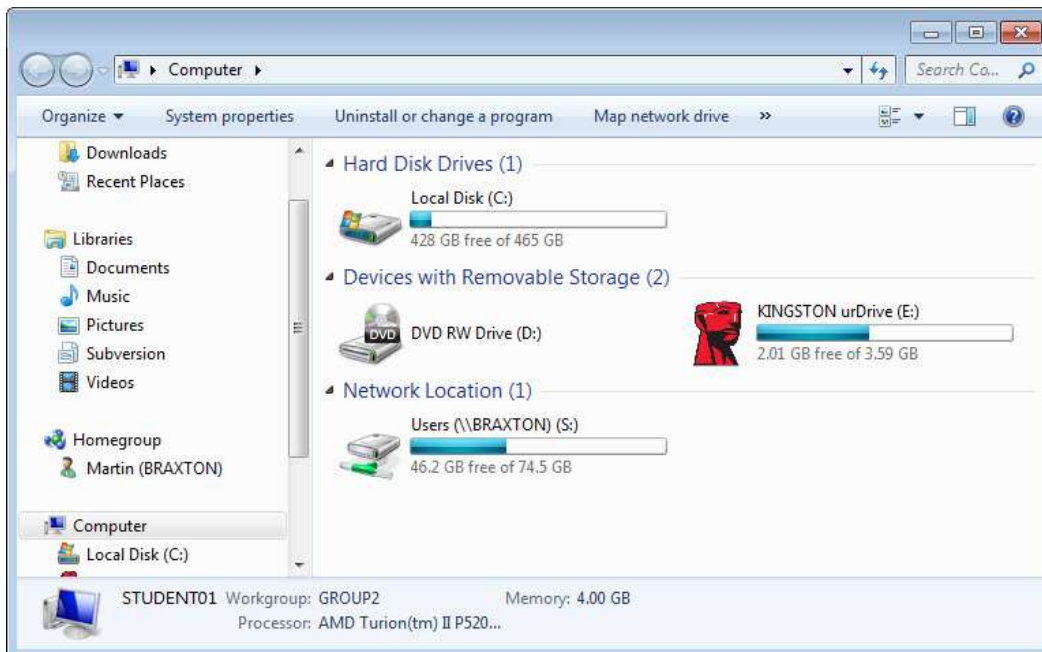 Computer
Search Co...
Organize System properties Uninstall or change a program Map network drive »
Downloads
Recent Places
Libraries
Documents
Music
Pictures
Subversion
Videos
Homegroup
Martin (BRAXTON)
Computer
Local Disk (C:)
Hard Disk Drives (1)
Local Disk (C:)
428 GB free of 465 GB
Devices with Removable Storage (2)
DVD
DVD RW Drive (D:)
KINGSTON urDrive (E:)
2.01 GB free of 3.59 GB
Network Location (1)
Users (\\BRAXTON) (S:)
46.2 GB free of 74.5 GB
STUDENT01 Workgroup: GROUP2 Memory: 4.00 GB
Processor: AMD Turion(tm) II P520...